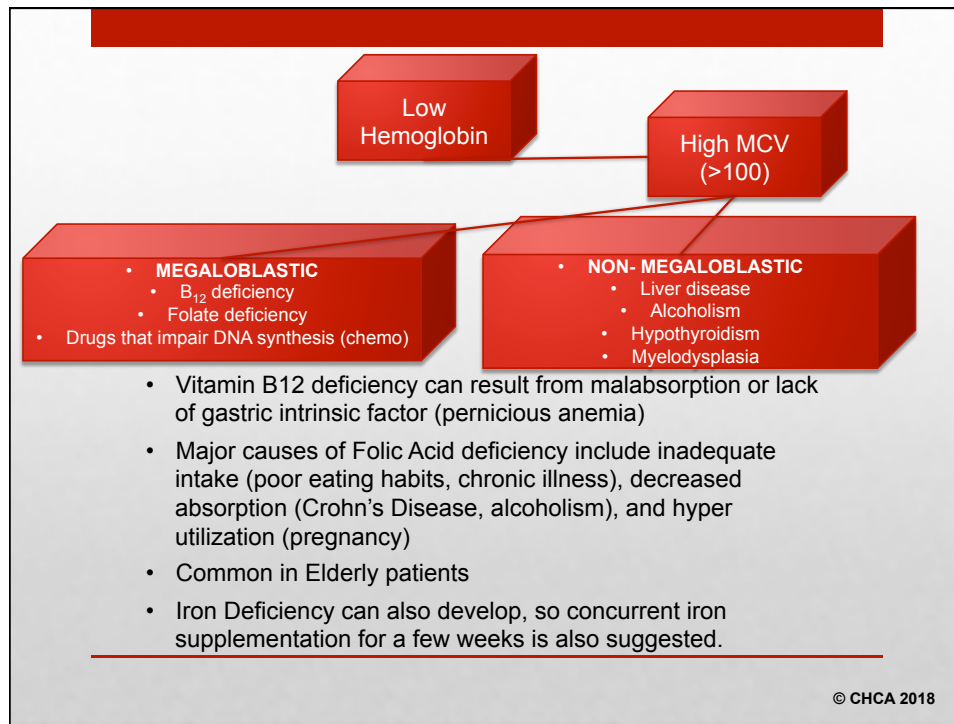 Low
Hemoglobin
High MCV
(>100)
• MEGALOBLASTIC
• B₁₂ deficiency
• Folate deficiency
• Drugs that impair DNA synthesis (chemo)
• NON- MEGALOBLASTIC
• Liver disease
• Alcoholism
• Hypothyroidism
• Myelodysplasia
• Vitamin B12 deficiency can result from malabsorption or lack
of gastric intrinsic factor (pernicious anemia)
• Major causes of Folic Acid deficiency include inadequate
intake (poor eating habits, chronic illness), decreased
absorption (Crohn’s Disease, alcoholism), and hyper
utilization (pregnancy)
• Common in Elderly patients
• Iron Deficiency can also develop, so concurrent iron
supplementation for a few weeks is also suggested.
© CHCA 2018